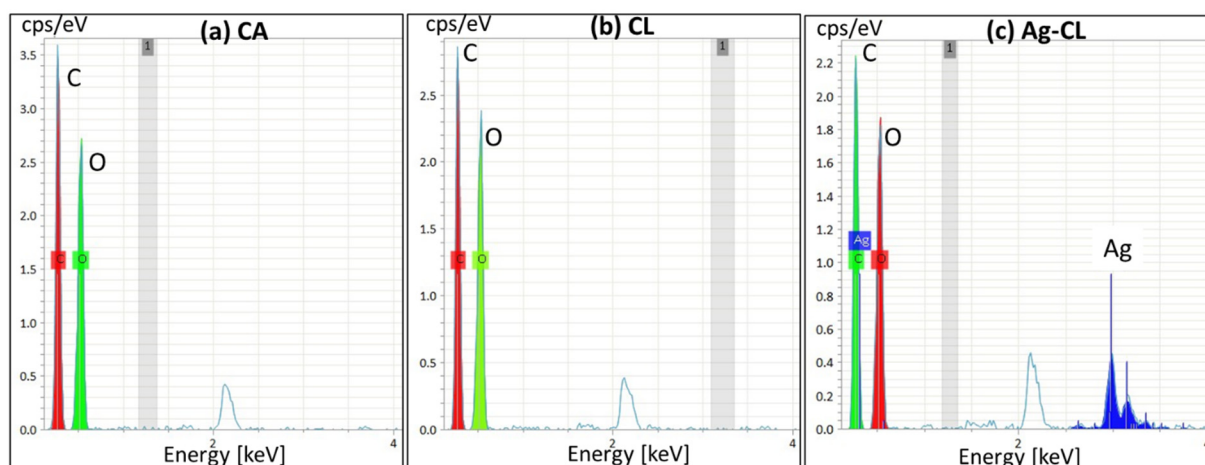 cps/eV
(a) CA
1
C
O
3.5
3.0
2.5
2.0
1.5
1.0
0.5
0.0
C
O
2
4
Energy [keV]
cps/eV
(b) CL
1
C
O
2.5
2.0
1.5
1.0
0.5
0.0
C
O
2
4
Energy [keV]
cps/eV
(c) Ag-CL
1
C
O
2.2
2.0
1.8
1.6
1.4
1.2
1.0
0.8
0.6
0.4
0.2
0.0
Ag
C
O
Ag
2
4
Energy [keV]